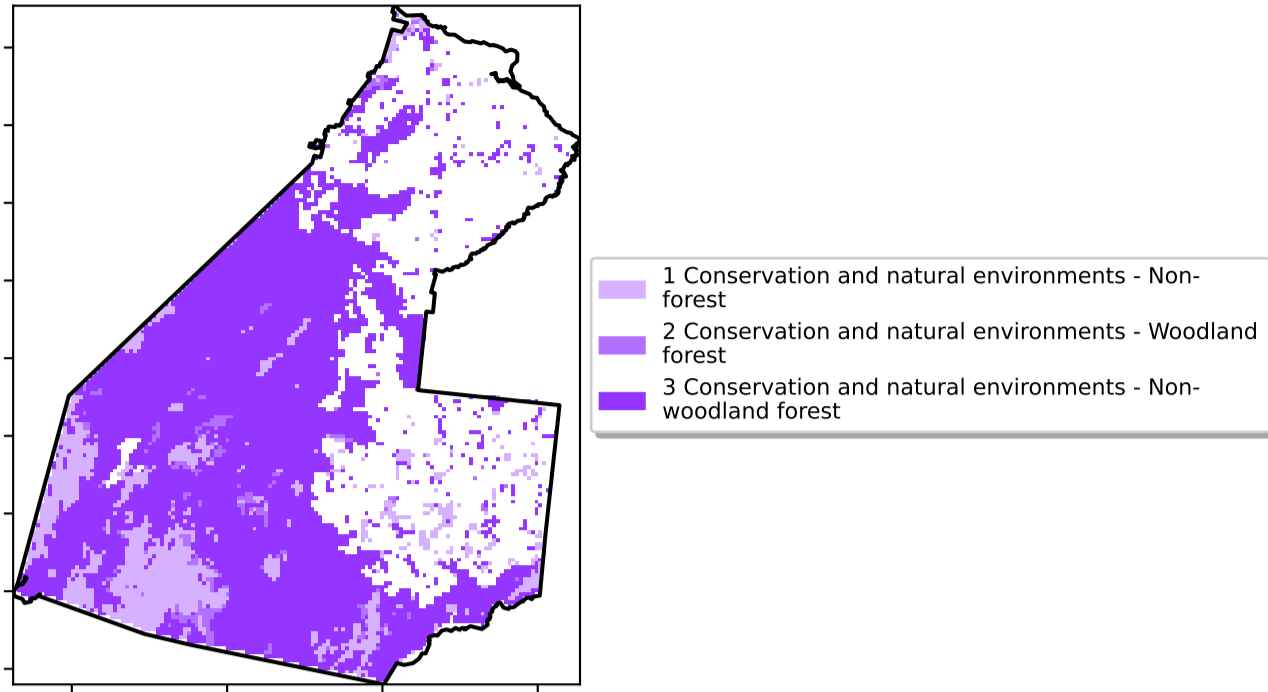 1 Conservation and natural environments - Non-
forest
2 Conservation and natural environments - Woodland
forest
3 Conservation and natural environments - Non-
woodland forest